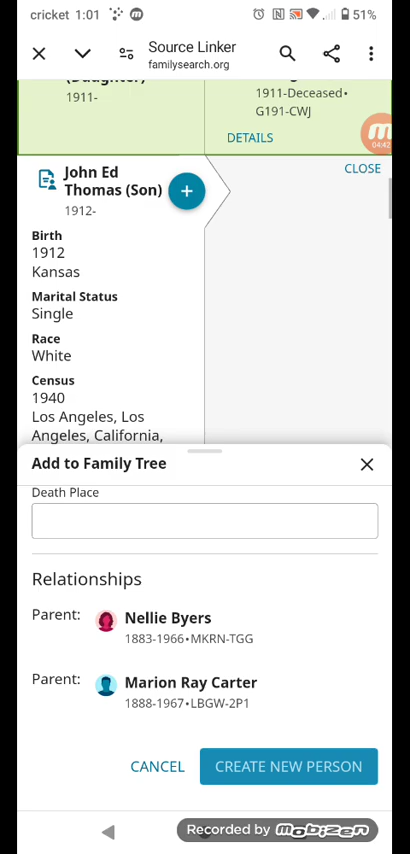 cricket 1:01
51%
Source Linker
familysearch.org
(Daughter)
1911-
1911-Deceased•
G191-CWJ
DETAILS
04:42
John Ed
Thomas (Son)
1912-
CLOSE
Birth
1912
Kansas
Marital Status
Single
Race
White
Census
1940
Los Angeles, Los
Angeles, California,
Add to Family Tree
Death Place
Relationships
Parent:
Nellie Byers
1883-1966•MKRN-TGG
Parent:
Marion Ray Carter
1888-1967•LBGW-2P1
CANCEL
CREATE NEW PERSON
Recorded by mobizen